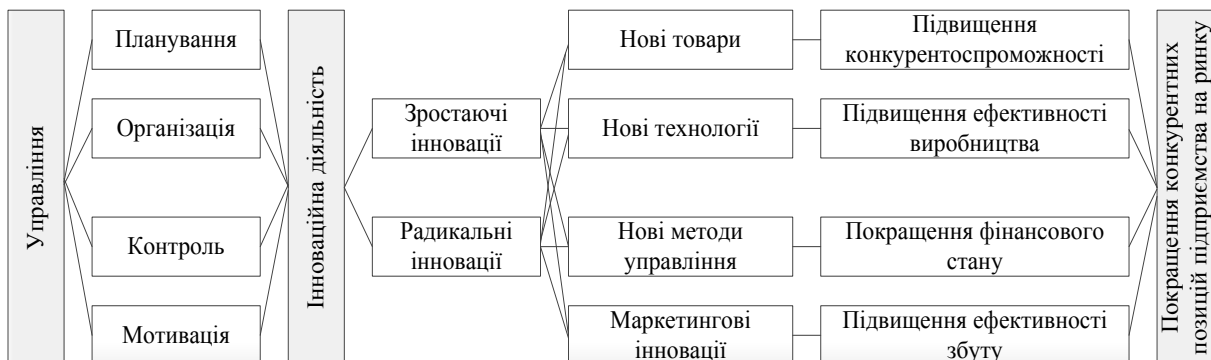 Управління
Планування
Організація
Контроль
Мотивація
Інноваційна діяльність
Зростаючі
інновації
Радикальні
інновації
Нові товари
Нові технології
Нові методи
управління
Маркетингові
інновації
Підвищення
конкурентоспроможності
Підвищення ефективності
виробництва
Покращення фінансового
стану
Підвищення ефективності
збуту
Покращення конкурентних
позицій підприємства на ринку